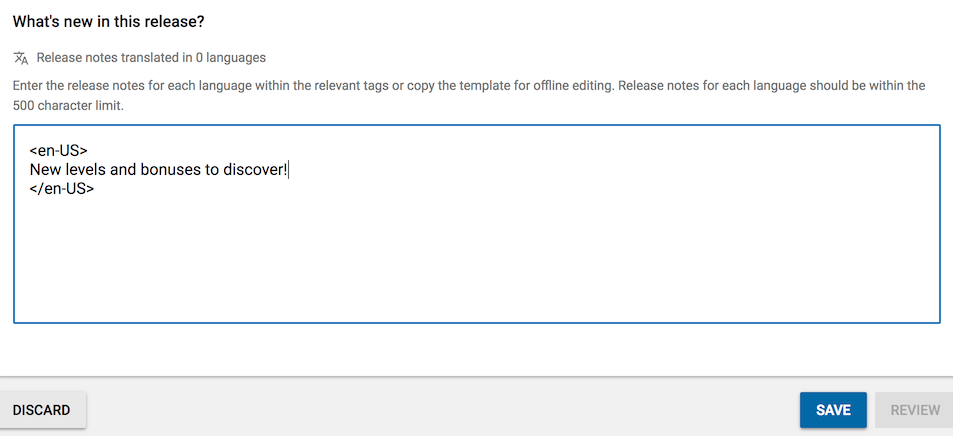 What's new in this release?
Release notes translated in 0 languages
Enter the release notes for each language within the relevant tags or copy the template for offline editing. Release notes for each language should be within the
500 character limit.
<en-US>
New levels and bonuses to discover!
</en-US>
DISCARD
SAVE
REVIEW